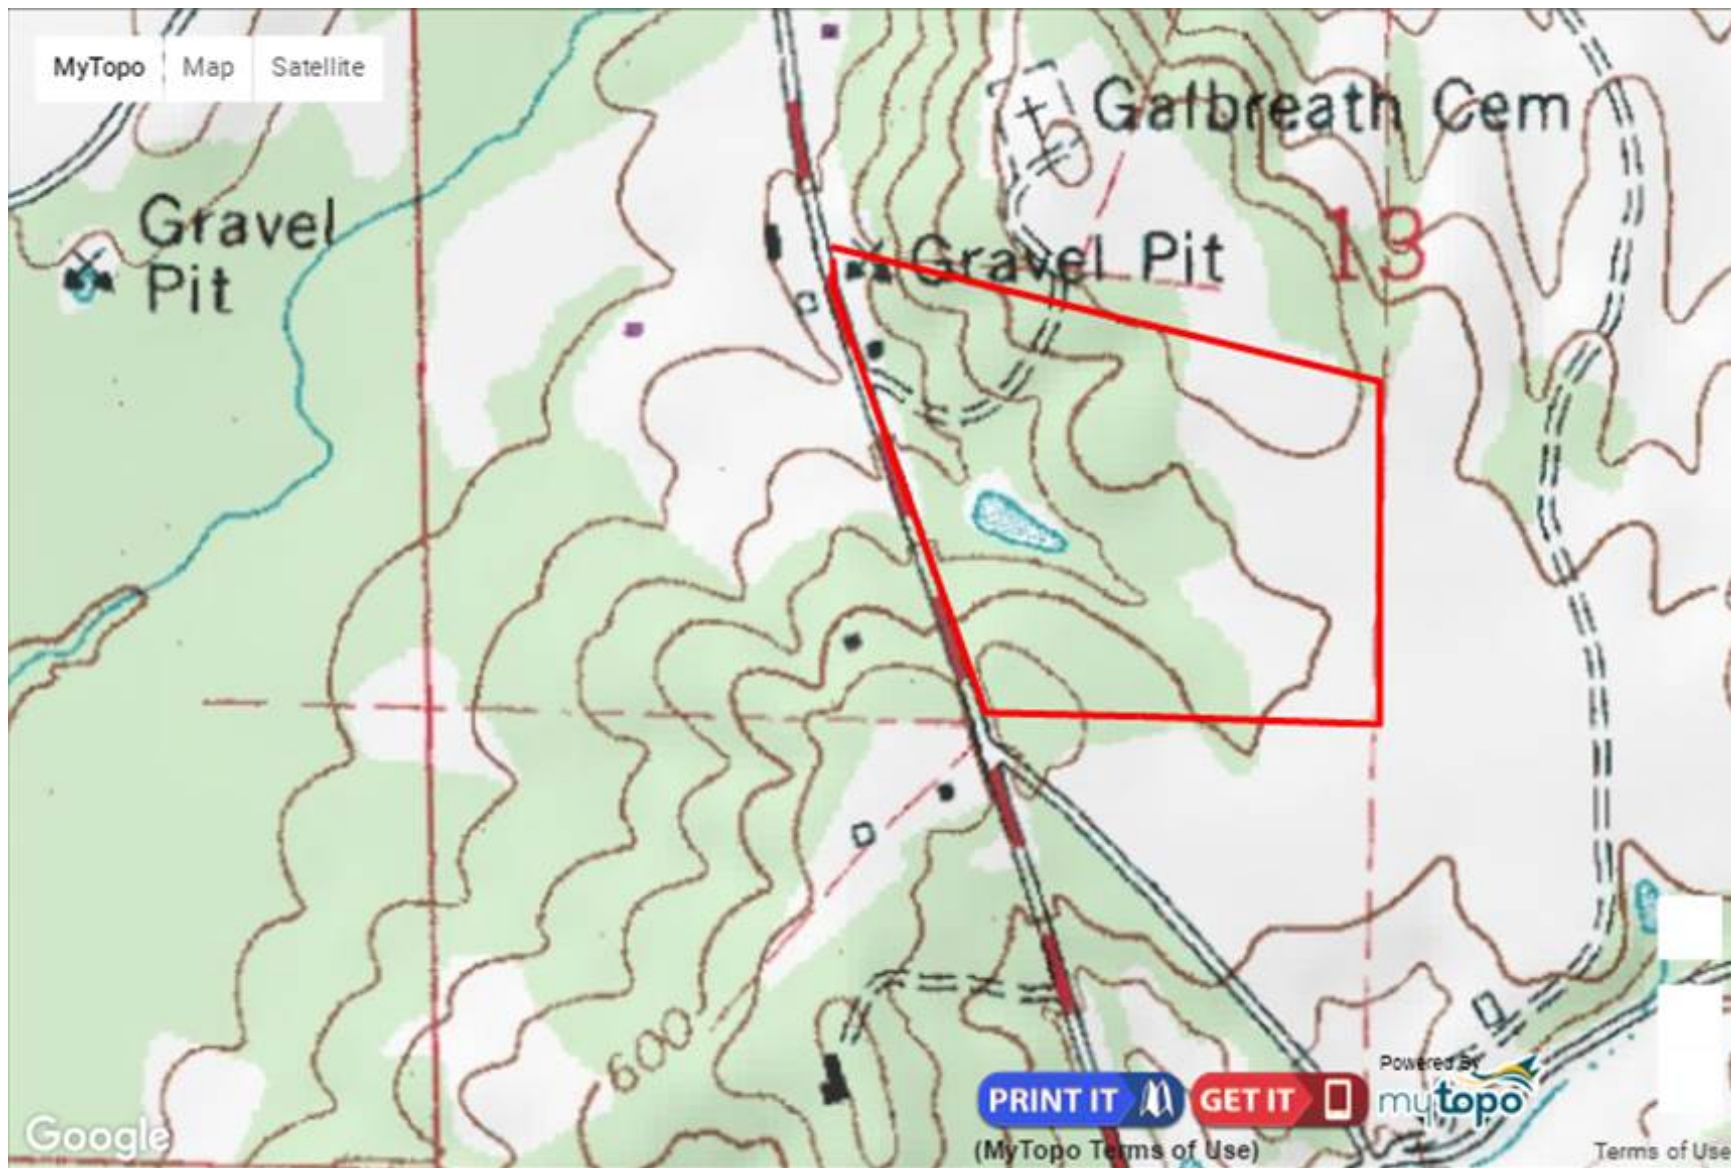 MyTopo Map Satellite
Galbreath Cem
Gravel
Pit
Gravel Pit
13
600
Powered By
PRINT IT GET IT mytopo
Google
(MyTopo Terms of Use)
Terms of Use